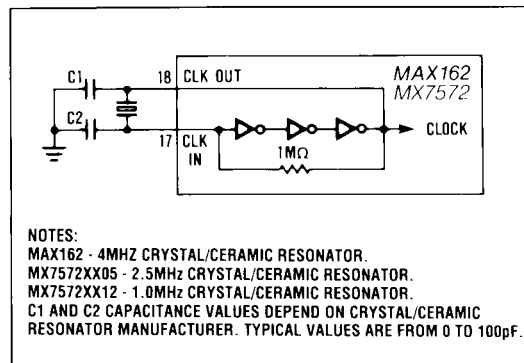 C1
18
CLK OUT
MAX162
MX7572
C2
17
CLK
IN
1MΩ
CLOCK
NOTES:
MAX162 - 4MHZ CRYSTAL/CERAMIC RESONATOR.
MX7572XX05 - 2.5MHz CRYSTAL/CERAMIC RESONATOR.
MX7572XX12 - 1.0MHz CRYSTAL/CERAMIC RESONATOR.
C1 AND C2 CAPACITANCE VALUES DEPEND ON CRYSTAL/CERAMIC
RESONATOR MANUFACTURER. TYPICAL VALUES ARE FROM 0 TO 100pF.